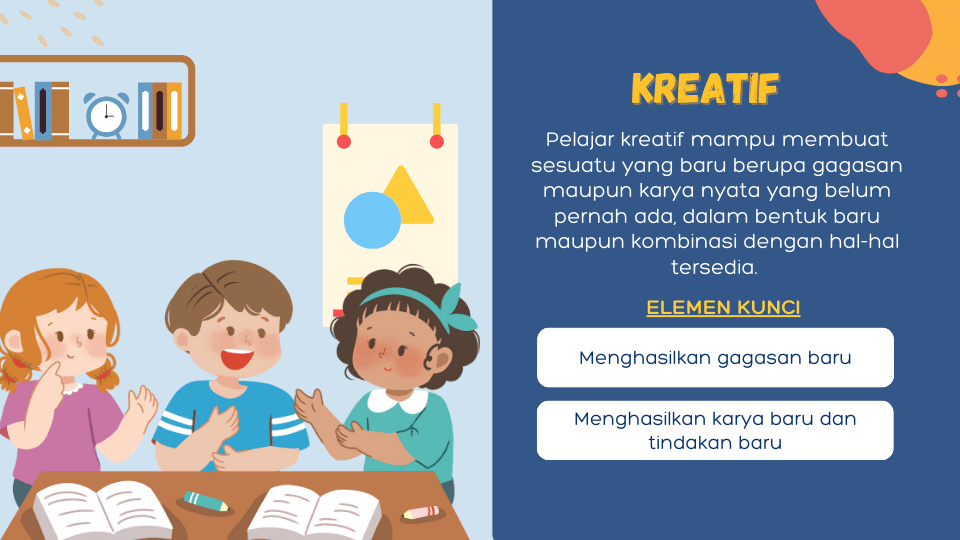 KREATIF
Pelajar kreatif mampu membuat
sesuatu yang baru berupa gagasan
maupun karya nyata yang belum
pernah ada, dalam bentuk baru
maupun kombinasi dengan hal-hal
tersedia.
ELEMEN KUNCI
Menghasilkan gagasan baru
Menghasilkan karya baru dan
tindakan baru